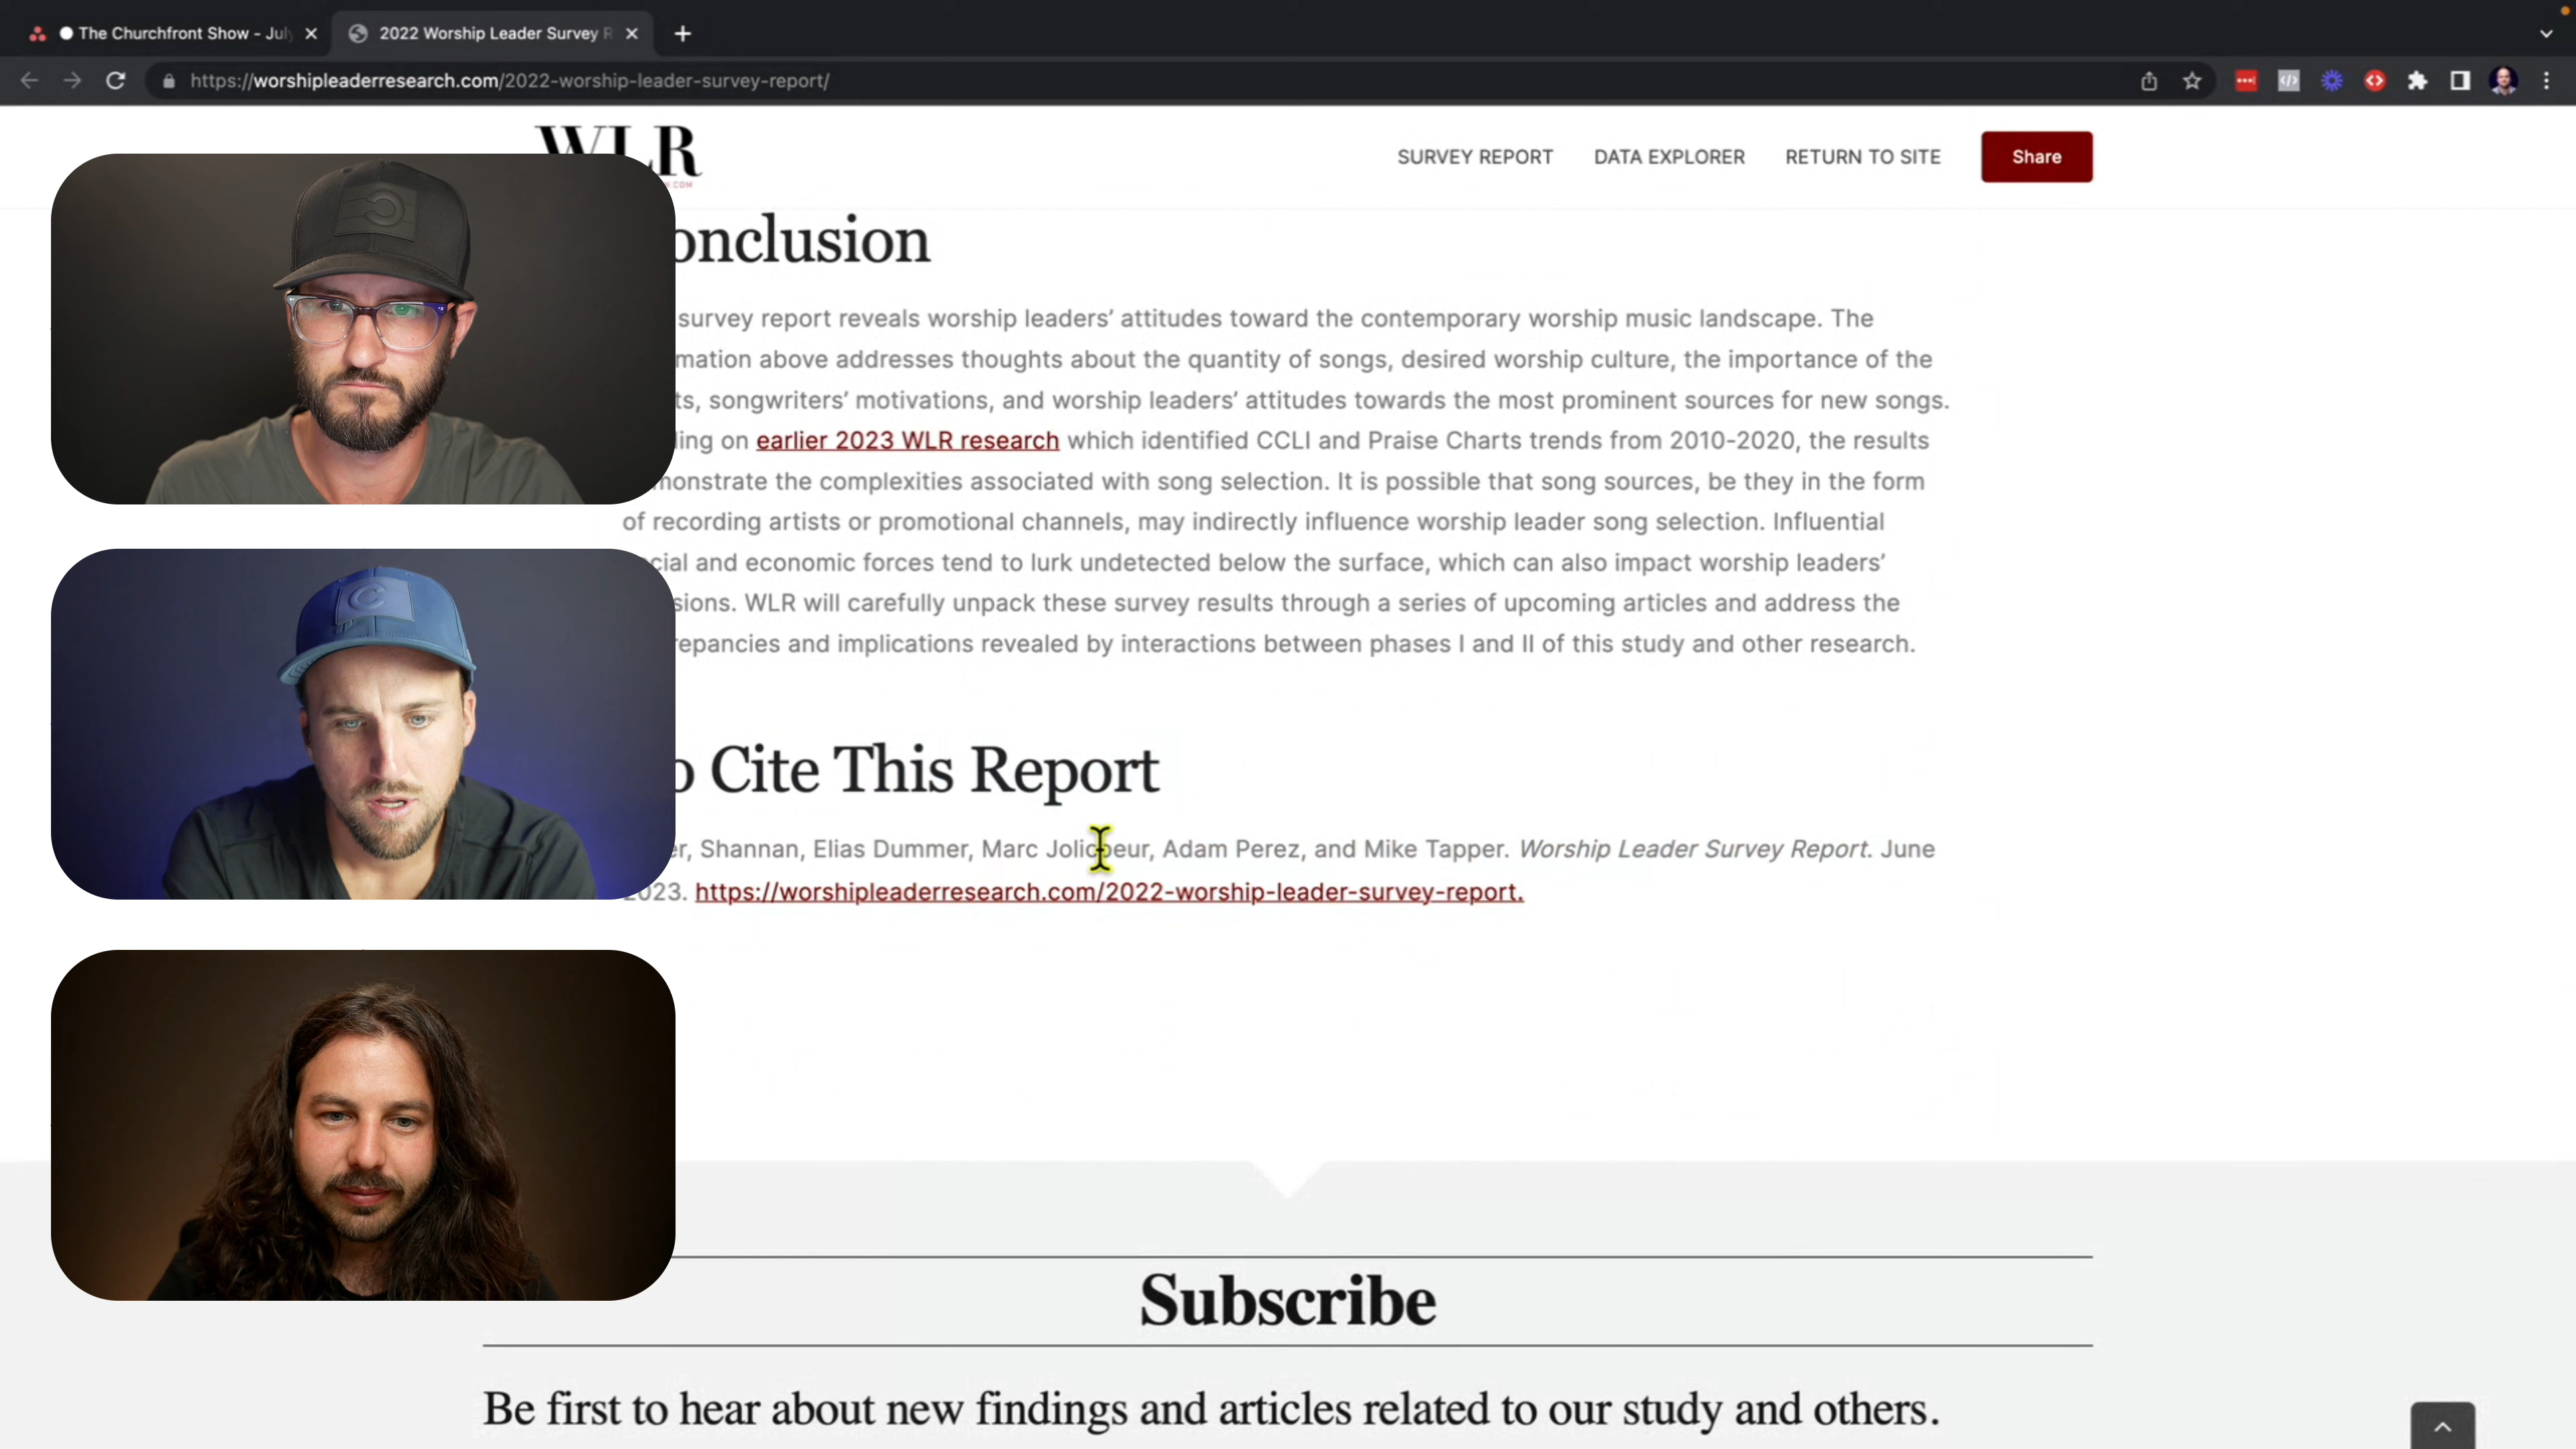 The Churchfront Show - July
2022 Worship Leader Survey R
https://worshipleaderresearch.com/2022-worship-leader-survey-report/
WLR
SURVEY REPORT
DATA EXPLORER
RETURN TO SITE
Share
onclusion
survey report reveals worship leaders’ attitudes toward the contemporary worship music landscape. The
mation above addresses thoughts about the quantity of songs, desired worship culture, the importance of the
ts, songwriters’ motivations, and worship leaders’ attitudes towards the most prominent sources for new songs.
ling on earlier 2023 WLR research which identified CCLI and Praise Charts trends from 2010-2020, the results
monstrate the complexities associated with song selection. It is possible that song sources, be they in the form
of recording artists or promotional channels, may indirectly influence worship leader song selection. Influential
cial and economic forces tend to lurk undetected below the surface, which can also impact worship leaders’
sions. WLR will carefully unpack these survey results through a series of upcoming articles and address the
repancies and implications revealed by interactions between phases I and II of this study and other research.
o Cite This Report
er, Shannan, Elias Dummer, Marc Jolicoeur, Adam Perez, and Mike Tapper. Worship Leader Survey Report. June
2023. https://worshipleaderresearch.com/2022-worship-leader-survey-report.
Subscribe
Be first to hear about new findings and articles related to our study and others.